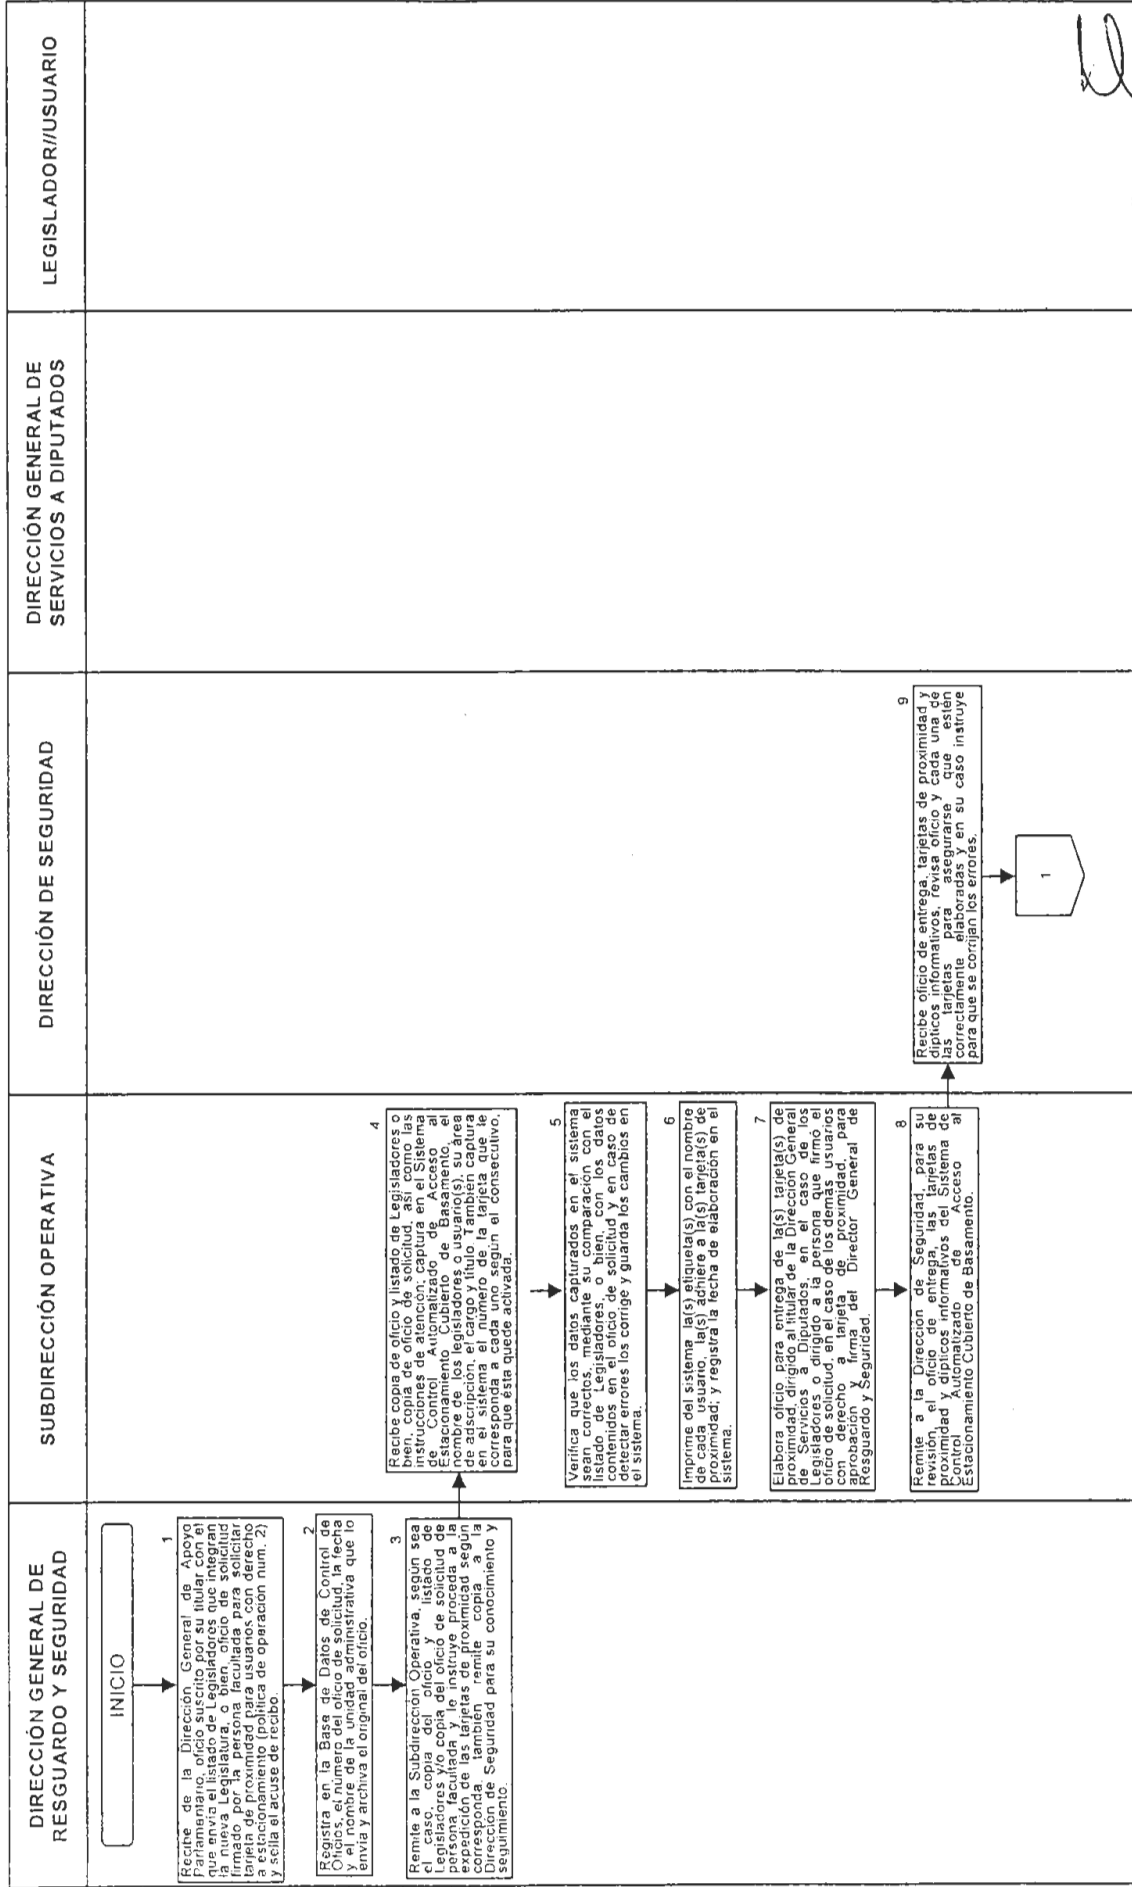 DIRECCIÓN GENERAL DE
RESGUARDO Y SEGURIDAD
SUBDIRECCIÓN OPERATIVA
DIRECCIÓN DE SEGURIDAD
DIRECCIÓN GENERAL DE
SERVICIOS A DIPUTADOS
LEGISLADOR//USUARIO
INICIO
1
Recibe de la Dirección General de Apoyo
Parlamentario, oficio suscrito por su titular con el
que envía el listado de Legisladores que integran
la nueva Legislatura, o bien, oficio de solicitud
firmado por la persona facultada para solicitar
tarjeta de proximidad para usuarios con derecho
a estacionamiento (política de operación num. 2)
y sella el acuse de recibo.
2
Registra en la Base de Datos de Control de
Oficios, el número del oficio de solicitud, la fecha
y el nombre de la unidad administrativa que lo
envía y archiva el original del oficio.
3
Remite a la Subdirección Operativa, según sea
el caso, copia del oficio y listado de
Legisladores y/o copia del oficio de solicitud de
persona facultada y le instruye proceda a la
expedición de las tarjetas de proximidad según
corresponda, también remite copia a la
Dirección de Seguridad para su conocimiento y
seguimiento.
4
Recibe copia de oficio y listado de Legisladores o
bien, copia de oficio de solicitud, así como las
instrucciones de atención; captura en el Sistema
de Control Automatizado de Acceso al
Estacionamiento Cubierto de Basamento, el
nombre de los legisladores o usuario(s), su área
de adscripción, el cargo y título. También captura
en el sistema el número de la tarjeta que le
corresponda a cada uno según el consecutivo,
para que ésta quede activada.
5
Verifica que los datos capturados en el sistema
sean correctos, mediante su comparación con el
listado de Legisladores, o bien, con los datos
contenidos en el oficio de solicitud y en caso de
detectar errores los corrige y guarda los cambios en
el sistema.
6
Imprime del sistema la(s) etiqueta(s) con el nombre
de cada usuario, la(s) adhiere a la(s) tarjeta(s) de
proximidad; y registra la fecha de elaboración en el
sistema.
7
Elabora oficio para entrega de la(s) tarjeta(s) de
proximidad, dirigido al titular de la Dirección General
de Servicios a Diputados, en el caso de los
Legisladores o dirigido a la persona que firmó el
oficio de solicitud, en el caso de los demás usuarios
con derecho a tarjeta de proximidad, para
aprobación y firma del Director General de
Resguardo y Seguridad.
8
Remite a la Dirección de Seguridad, para su
revisión, el oficio de entrega, las tarjetas de
proximidad y dípticos informativos del Sistema de
Control Automatizado de Acceso al
Estacionamiento Cubierto de Basamento.
9
Recibe oficio de entrega, tarjetas de proximidad y
dípticos informativos, revisa oficio y cada una de
las tarjetas para asegurarse que estén
correctamente elaboradas y en su caso instruye
para que se corrijan los errores.
1